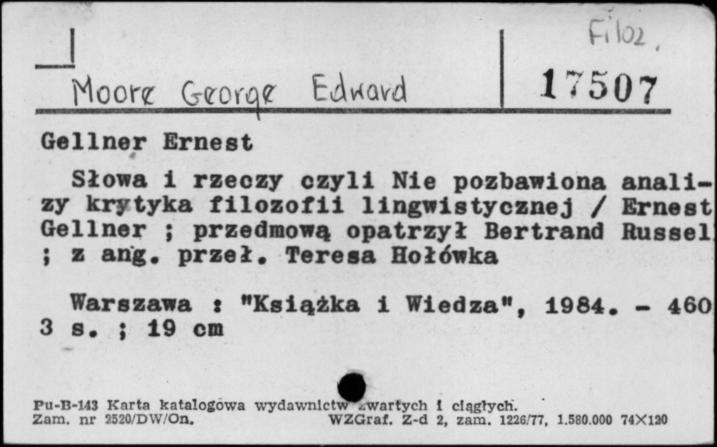 Filoz.
Moore George Edward
17507
Gellner Ernest
Słowa i rzeczy czyli Nie pozbawiona anali-
zy krytyka filozofii lingwistycznej / Ernest
Gellner ; przedmową opatrzył Bertrand Russel
; z ang. przeł. Teresa Hołówka
Warszawa : "Książka i Wiedza", 1984. - 460
3 s. ; 19 cm
Pu-B-143 Karta katalogowa wydawnictw zwartych i ciągłych.
Zam. nr 2520/DW/On. WZGraf. Z-d 2, zam. 1226/77, 1.580.000 74×120